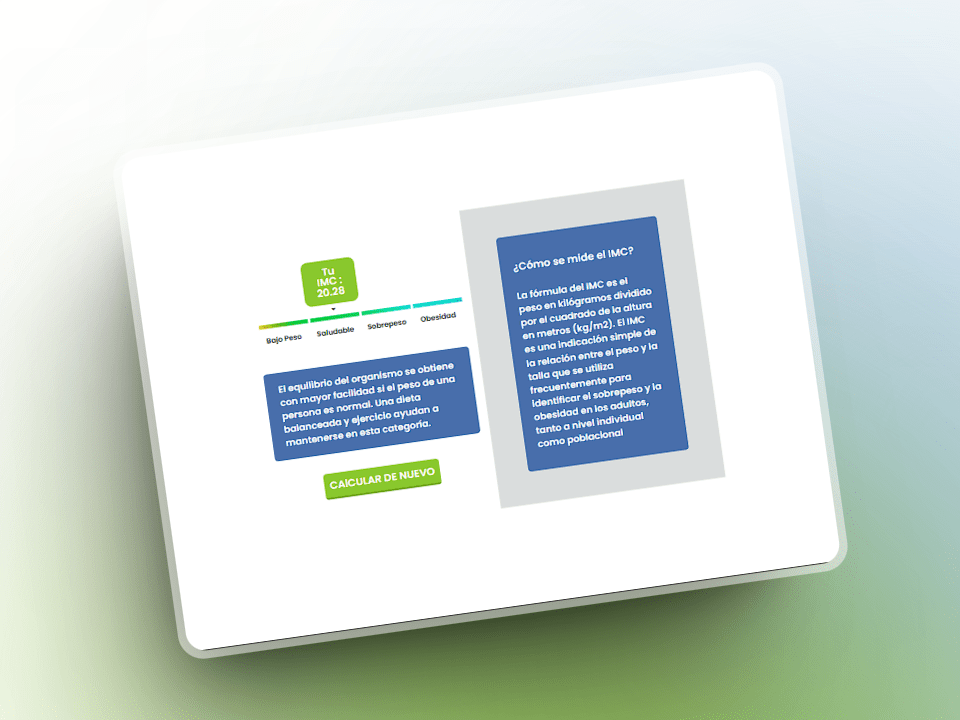 Tu
IMC :
20.28
Bajo Peso
Saludable
Sobrepeso
Obesidad
El equilibrio del organismo se obtiene
con mayor facilidad si el peso de una
persona es normal. Una dieta
balanceada y ejercicio ayudan a
mantenerse en esta categoría.
CAlCULAR DE NUEVO
¿Cómo se mide el IMC?
La fórmula del IMC es el
peso en kilógramos dividido
por el cuadrado de la altura
en metros (kg/m2). El IMC
es una indicación simple de
la relación entre el peso y la
talla que se utiliza
frecuentemente para
identificar el sobrepeso y la
obesidad en los adultos,
tanto a nivel individual
como poblacional